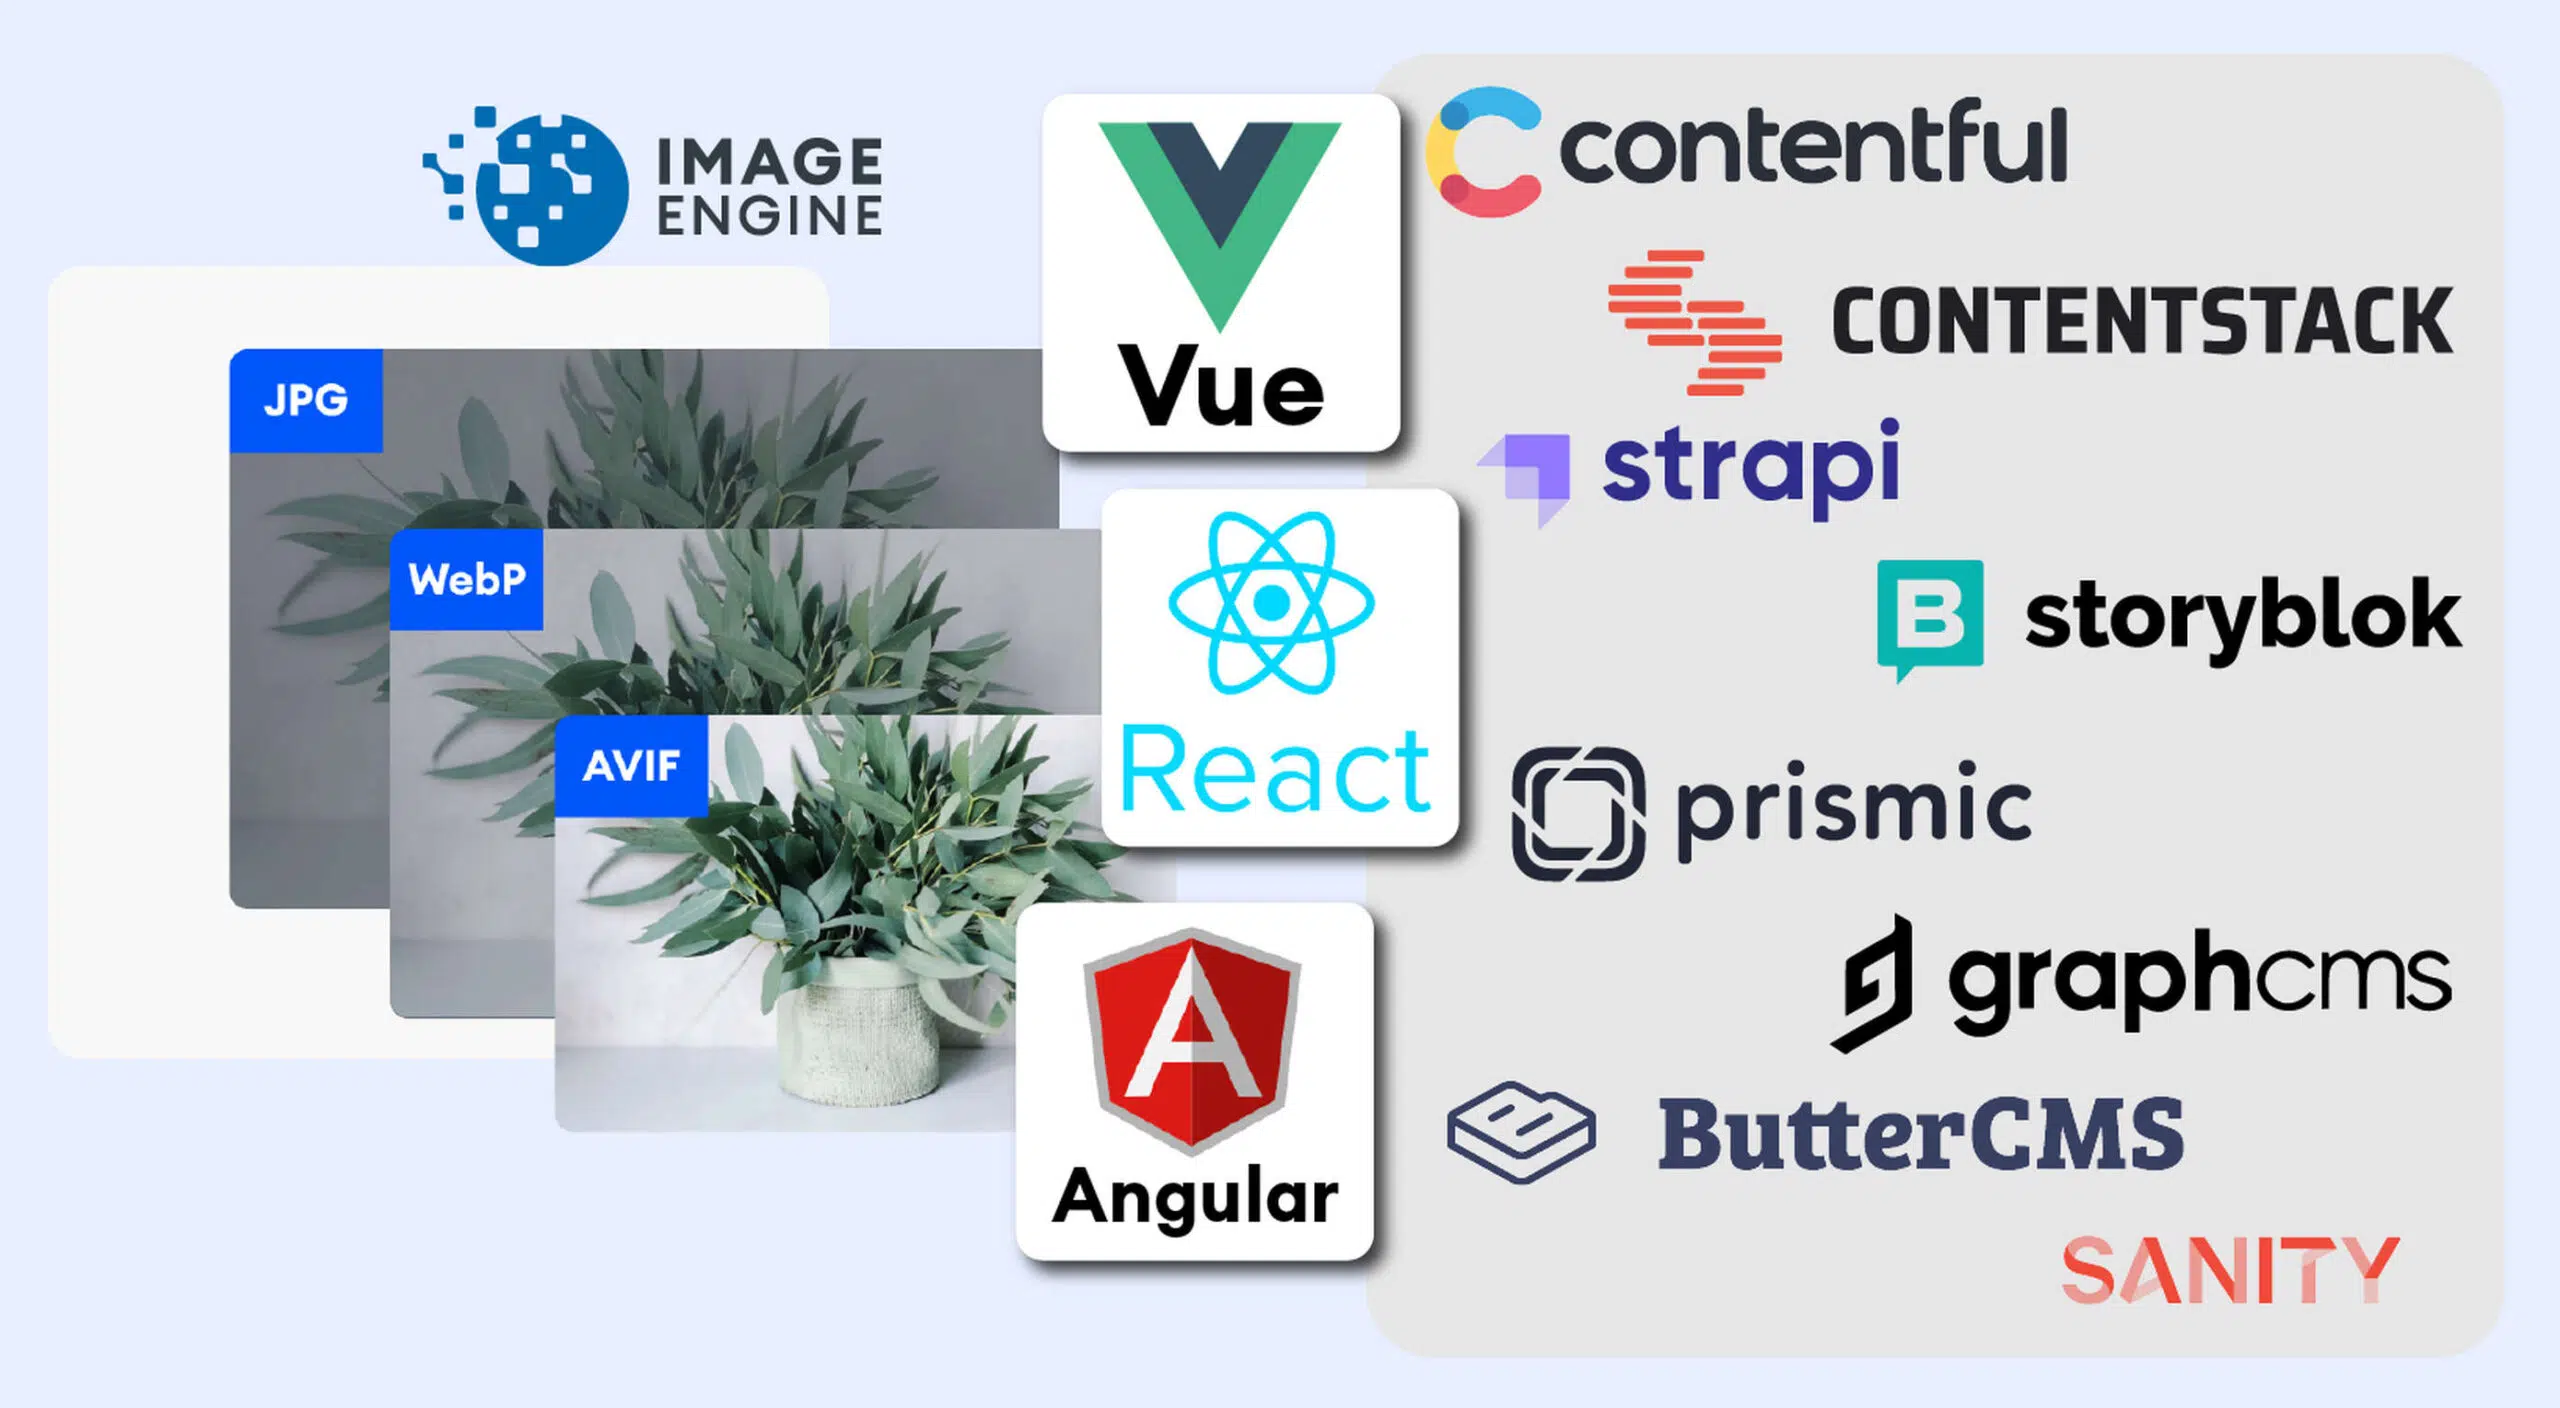 IMAGE
ENGINE
JPG
WebP
AVIF
Vue
React
Angular
contentful
CONTENTSTACK
strapi
storyblok
prismic
graphcms
ButterCMS
SANITY